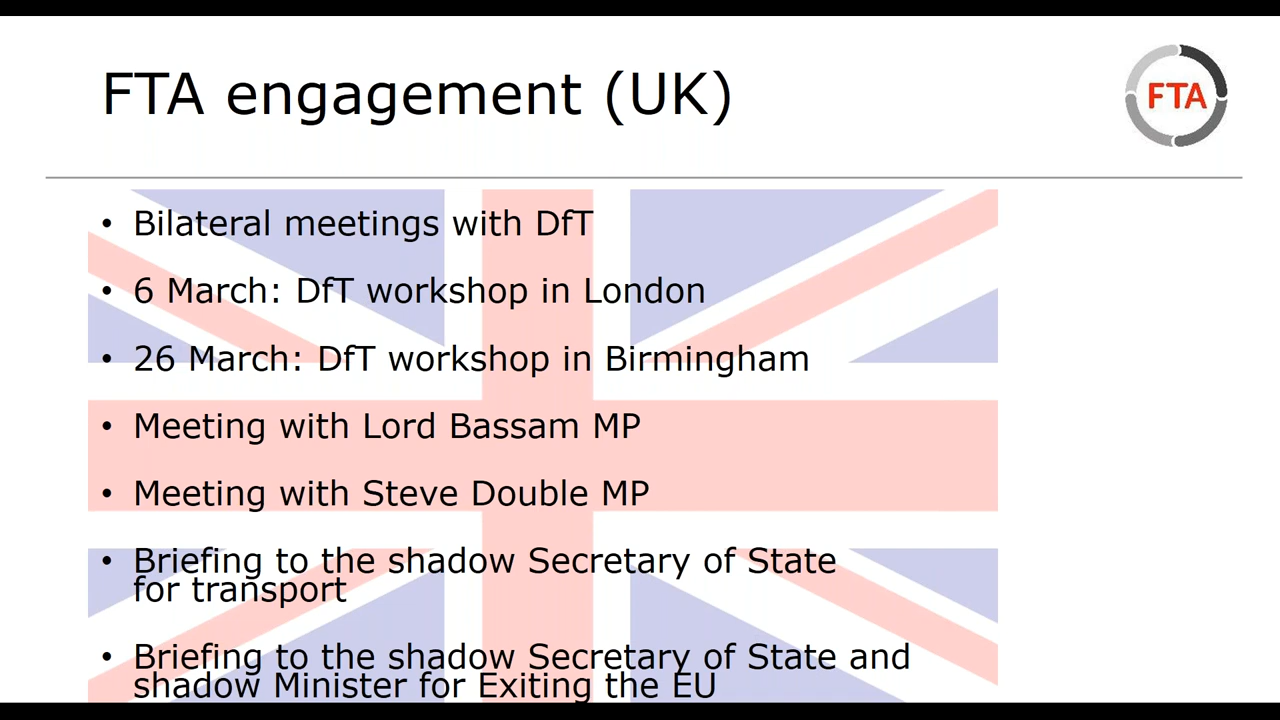 FTA engagement (UK)
FTA
• Bilateral meetings with DfT
• 6 March: DfT workshop in London
• 26 March: DfT workshop in Birmingham
• Meeting with Lord Bassam MP
• Meeting with Steve Double MP
• Briefing to the shadow Secretary of State
for transport
• Briefing to the shadow Secretary of State and
shadow Minister for Exiting the EU